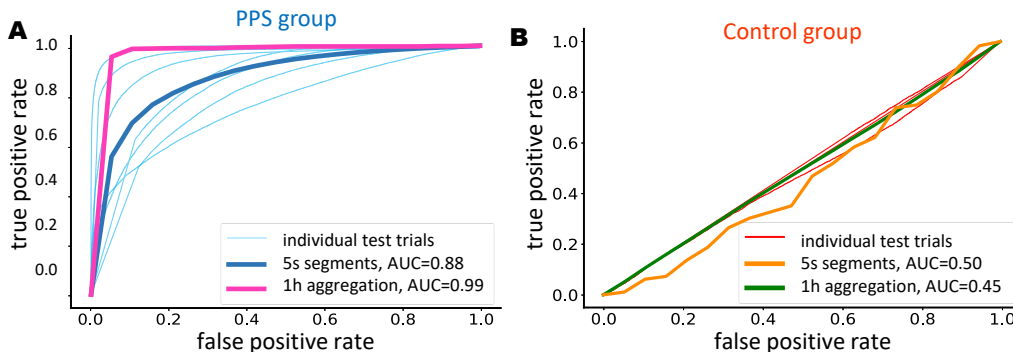 A
PPS group
true positive rate
1.0
0.8
0.6
0.4
0.2
0.0
individual test trials
5s segments, AUC=0.88
1h aggregation, AUC=0.99
0.0 0.2 0.4 0.6 0.8 1.0
false positive rate
B
Control group
true positive rate
1.0
0.8
0.6
0.4
0.2
0.0
individual test trials
5s segments, AUC=0.50
1h aggregation, AUC=0.45
0.0 0.2 0.4 0.6 0.8 1.0
false positive rate